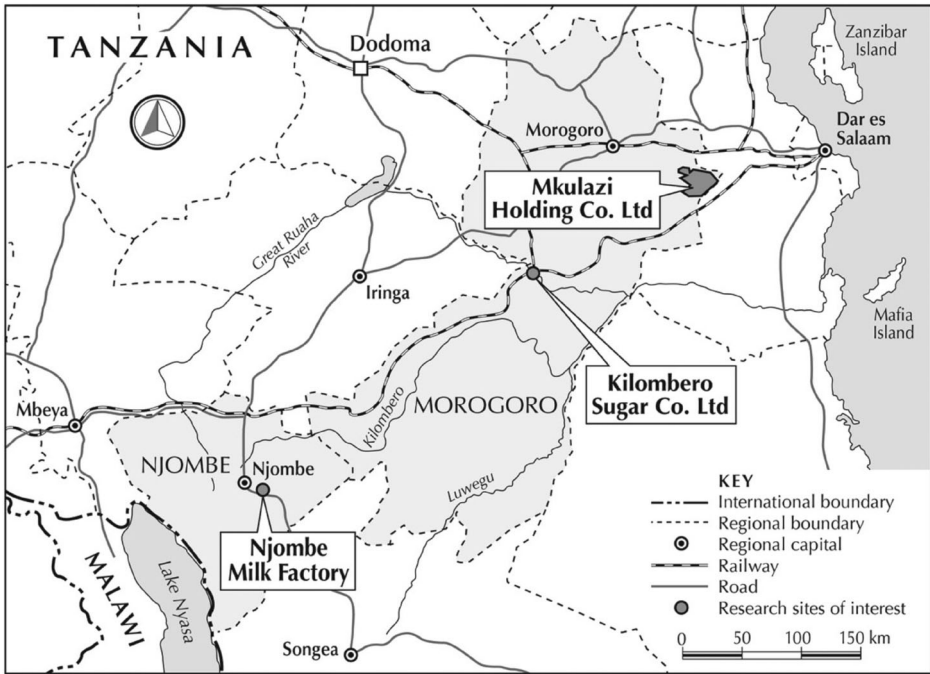 TANZANIA
Dodoma
Zanzibar
Island
Dar es
Salaam
Morogoro
Mkulazi
Holding Co. Ltd
Great Ruaha
River
Iringa
Mafia
Island
Kilombero
Sugar Co. Ltd
Mbeya
Kilombero
MOROGORO
NJOMBE
Njombe
Luwegu
Njombe
Milk Factory
MALAWI
Lake Nyasa
Songea
KEY
International boundary
Regional boundary
Regional capital
Railway
Road
Research sites of interest
0 50 100 150 km